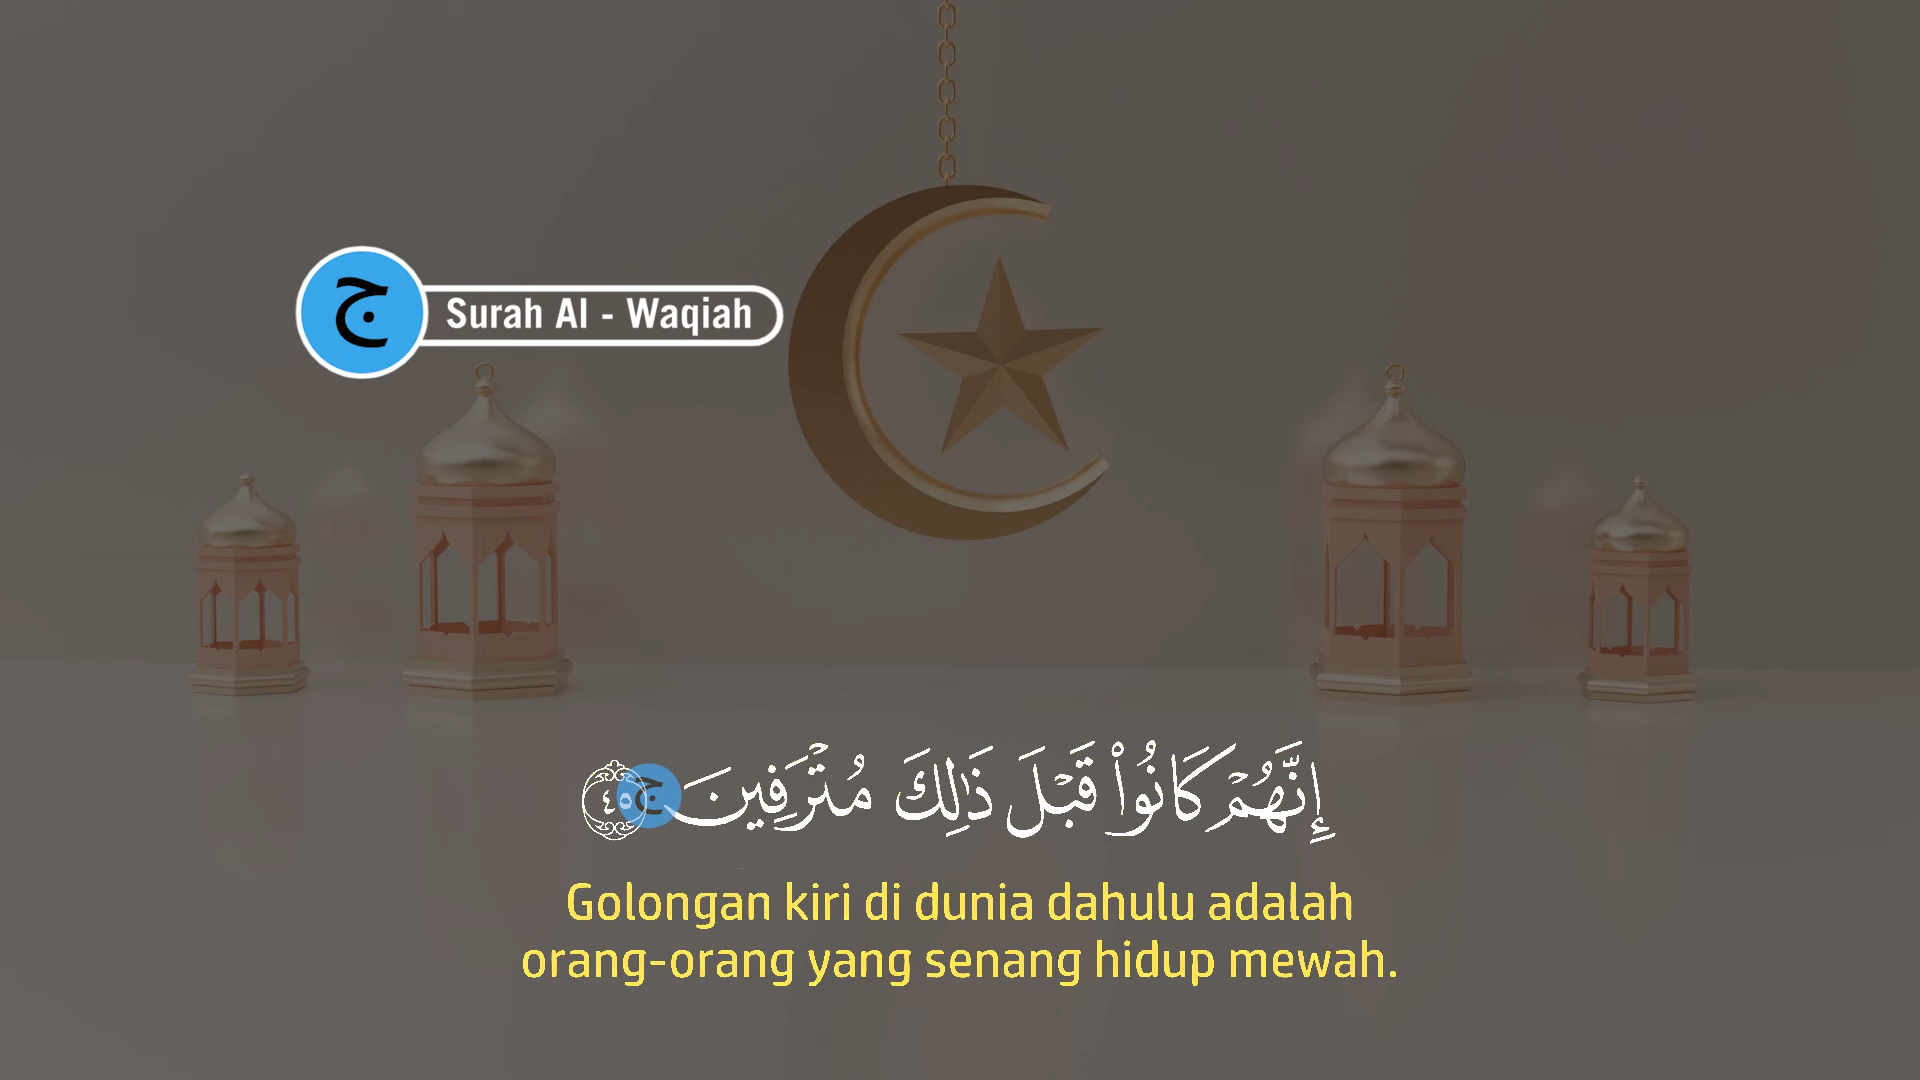 ج
Surah Al - Waqiah
إِنَّهُمْ كَانُوا۟ قَبْلَ ذَٰلِكَ مُتْرَفِينَ ج ٤٥
Golongan kiri di dunia dahulu adalah
orang-orang yang senang hidup mewah.